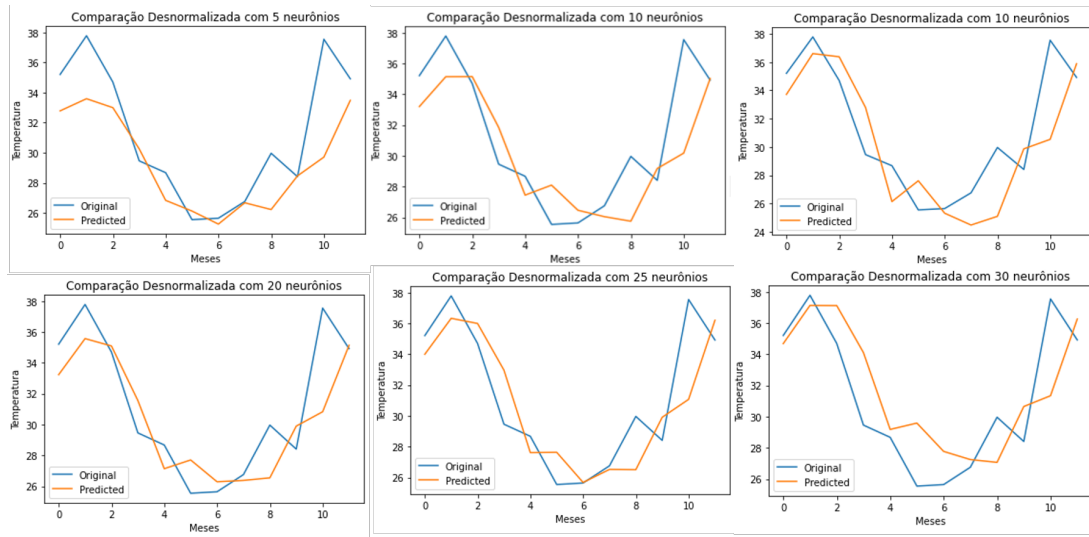 Comparação Desnormalizada com 5 neurônios
38
36
34
32
30
28
26
Temperatura
Original
Predicted
0 2 4 6 8 10
Meses
Comparação Desnormalizada com 10 neurônios
38
36
34
32
30
28
26
Temperatura
Original
Predicted
0 2 4 6 8 10
Meses
Comparação Desnormalizada com 10 neurônios
38
36
34
32
30
28
26
24
Temperatura
Original
Predicted
0 2 4 6 8 10
Meses
Comparação Desnormalizada com 20 neurônios
38
36
34
32
30
28
26
Temperatura
Original
Predicted
0 2 4 6 8 10
Meses
Comparação Desnormalizada com 25 neurônios
38
36
34
32
30
28
26
Temperatura
Original
Predicted
0 2 4 6 8 10
Meses
Comparação Desnormalizada com 30 neurônios
38
36
34
32
30
28
26
Temperatura
Original
Predicted
0 2 4 6 8 10
Meses